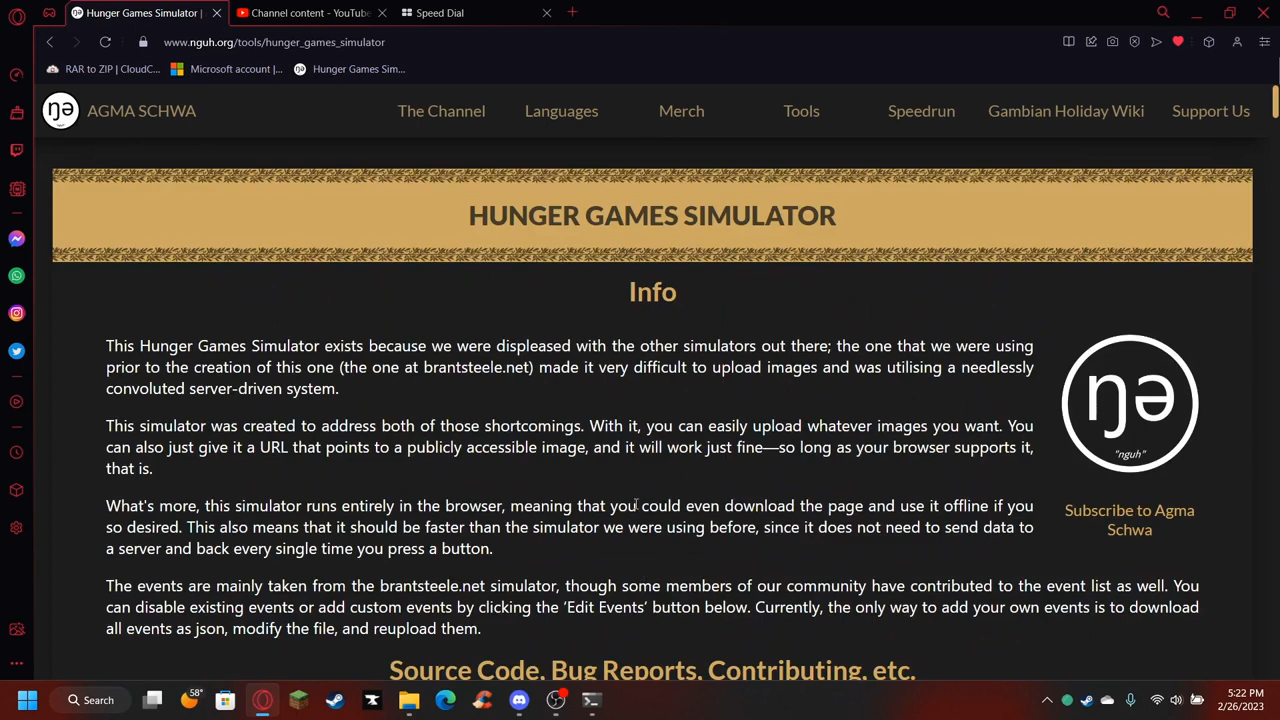 Hunger Games Simulator |
Channel content - YouTube
Speed Dial
www.nguh.org/tools/hunger_games_simulator
RAR to ZIP | CloudC...
Microsoft account |...
Hunger Games Sim...
ŋə
AGMA SCHWA
The Channel
Languages
Merch
Tools
Speedrun
Gambian Holiday Wiki
Support Us
HUNGER GAMES SIMULATOR
Info
This Hunger Games Simulator exists because we were displeased with the other simulators out there; the one that we were using
prior to the creation of this one (the one at brantsteele.net) made it very difficult to upload images and was utilising a needlessly
convoluted server-driven system.
This simulator was created to address both of those shortcomings. With it, you can easily upload whatever images you want. You
can also just give it a URL that points to a publicly accessible image, and it will work just fine—so long as your browser supports it,
that is.
What's more, this simulator runs entirely in the browser, meaning that you could even download the page and use it offline if you
so desired. This also means that it should be faster than the simulator we were using before, since it does not need to send data to
a server and back every single time you press a button.
ŋə
"nguh"
Subscribe to Agma
Schwa
The events are mainly taken from the brantsteele.net simulator, though some members of our community have contributed to the event list as well. You
can disable existing events or add custom events by clicking the ‘Edit Events’ button below. Currently, the only way to add your own events is to download
all events as json, modify the file, and reupload them.
Source Code, Bug Reports, Contributing, etc.
58°
Search
5:22 PM
2/26/2023